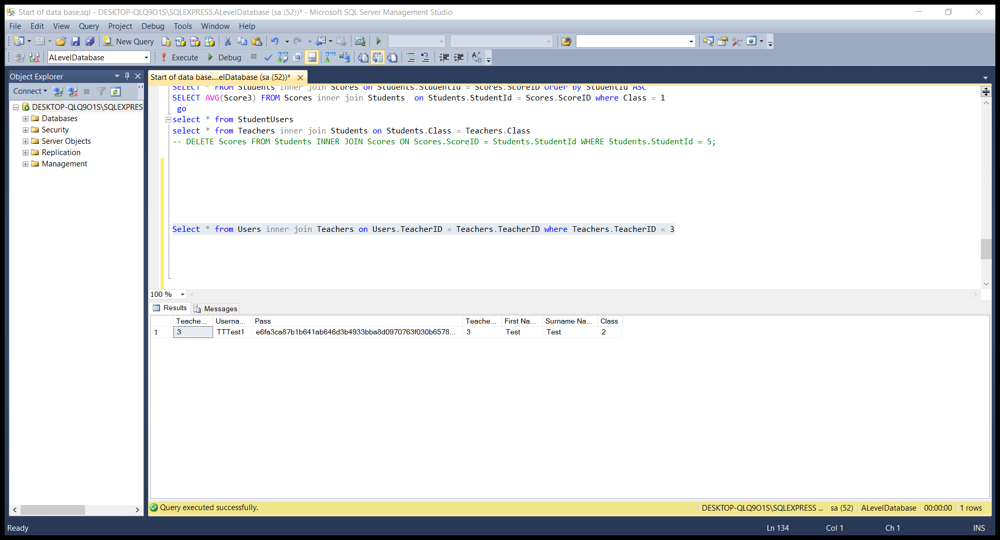 Start of data base.sql - DESKTOP-QLQ9O1S\SQLEXPRESS.ALevelDatabase (sa (52))* - Microsoft SQL Server Management Studio
File Edit View Query Project Debug Tools Window Help
New Query
ALevelDatabase Execute Debug
Object Explorer
Connect
DESKTOP-QLQ9O1S\SQLEXPRES
Databases
Security
Server Objects
Replication
Management
Start of data base....elDatabase (sa (52))*
SELECT * FROM Students inner join Scores on Students.StudentId = Scores.ScoreID Order by StudentId ASC
SELECT AVG(Score3) FROM Scores inner join Students  on Students.StudentId = Scores.ScoreID where Class = 1
go
select * from StudentUsers
select * from Teachers inner join Students on Students.Class = Teachers.Class
-- DELETE Scores FROM Students INNER JOIN Scores ON Scores.ScoreID = Students.StudentId WHERE Students.StudentId = 5;
Select * from Users inner join Teachers on Users.TeacherID = Teachers.TeacherID where Teachers.TeacherID = 3
100 %
Results Messages
Teache... Userna... Pass Teache... First Na... Surname Na... Class
1 3 TTTest1 e6fa3ca87b1b641ab646d3b4933bba8d0970763f030b6578... 3 Test Test 2
Query executed successfully. DESKTOP-QLQ9O1S\SQLEXPRESS ... sa (52) ALevelDatabase 00:00:00 1 rows
Ready Ln 134 Col 1 Ch 1 INS